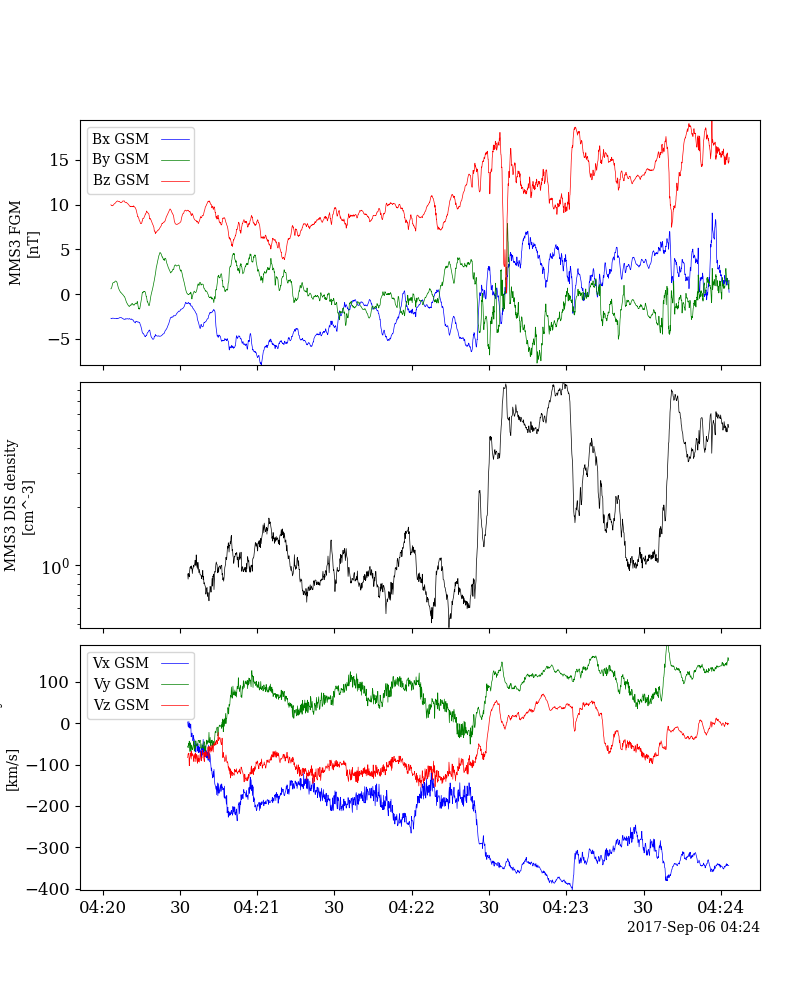 Bx GSM
By GSM
Bz GSM
15
10
5
0
−5
MMS3 FGM
[nT]
10^0
MMS3 DIS density
[cm^-3]
Vx GSM
Vy GSM
Vz GSM
100
0
−100
−200
−300
−400
[km/s]
04:20 30 04:21 30 04:22 30 04:23 30 04:24
2017-Sep-06 04:24